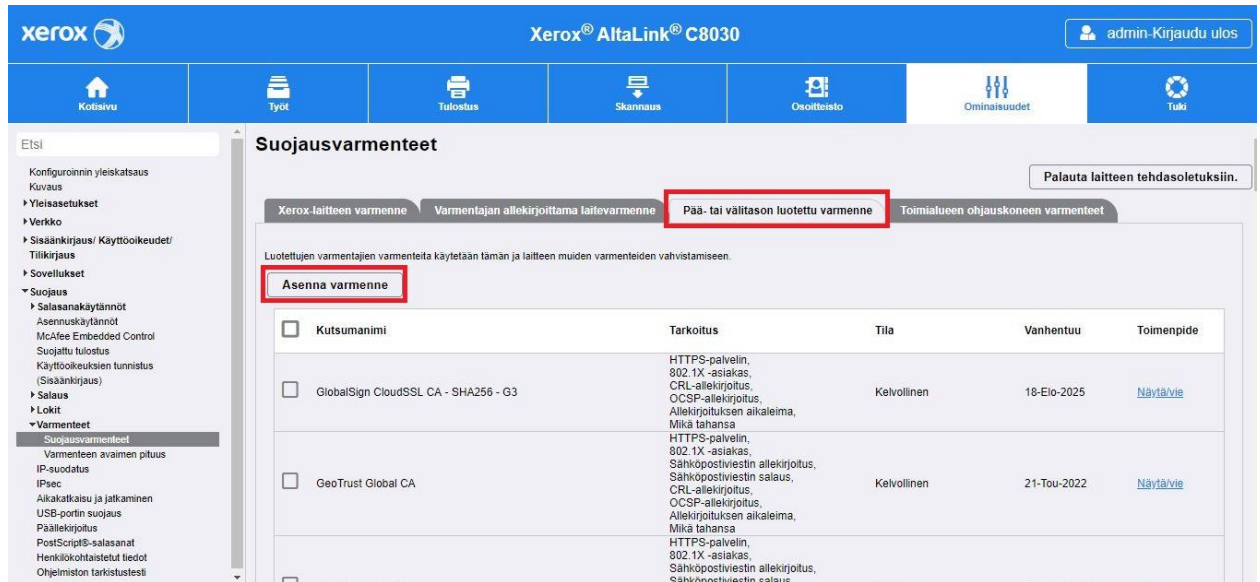 xerox
Xerox® AltaLink® C8030
admin-Kirjaudu ulos
Kotisivu
Työt
Tulostus
Skannaus
Osoitteisto
Ominaisuudet
Tuki
Etsi
Konfiguroinnin yleiskatsaus
Kuvaus
Yleisasetukset
Verkko
Sisäänkirjaus/ Käyttöoikeudet/
Tilikirjaus
Sovellukset
Suojaus
Salasanakäytännöt
Asennuskäytännöt
McAfee Embedded Control
Suojattu tulostus
Käyttöoikeuksien tunnistus
(Sisäänkirjaus)
Salaus
Lokit
Varmenteet
Suojausvarmenteet
Varmenteen avaimen pituus
IP-suodatus
IPsec
Aikakatkaisu ja jatkaminen
USB-portin suojaus
Päällekirjoitus
PostScript®-salasanat
Henkilökohtaistetut tiedot
Ohjelmiston tarkistustesti
Suojausvarmenteet
Palauta laitteen tehdasoletuksiin.
Xerox-laitteen varmenne
Varmentajan allekirjoittama laitevarmenne
Pää- tai välitason luotettu varmenne
Toimialueen ohjauskoneen varmenteet
Luotettujen varmentajien varmenteita käytetään tämän ja laitteen muiden varmenteiden vahvistamiseen.
Asenna varmenne
Kutsumanimi
Tarkoitus
Tila
Vanhentuu
Toimenpide
GlobalSign CloudSSL CA - SHA256 - G3
HTTPS-palvelin,
802.1X -asiakas,
CRL-allekirjoitus,
OCSP-allekirjoitus,
Allekirjoituksen aikaleima,
Mikä tahansa
Kelvollinen
18-Elo-2025
Näytä/vie
GeoTrust Global CA
HTTPS-palvelin,
802.1X -asiakas,
Sähköpostiviestin allekirjoitus,
Sähköpostiviestin salaus,
CRL-allekirjoitus,
OCSP-allekirjoitus,
Allekirjoituksen aikaleima,
Mikä tahansa
Kelvollinen
21-Tou-2022
Näytä/vie
HTTPS-palvelin,
802.1X -asiakas,
Sähköpostiviestin allekirjoitus,
Sähköpostiviestin salaus